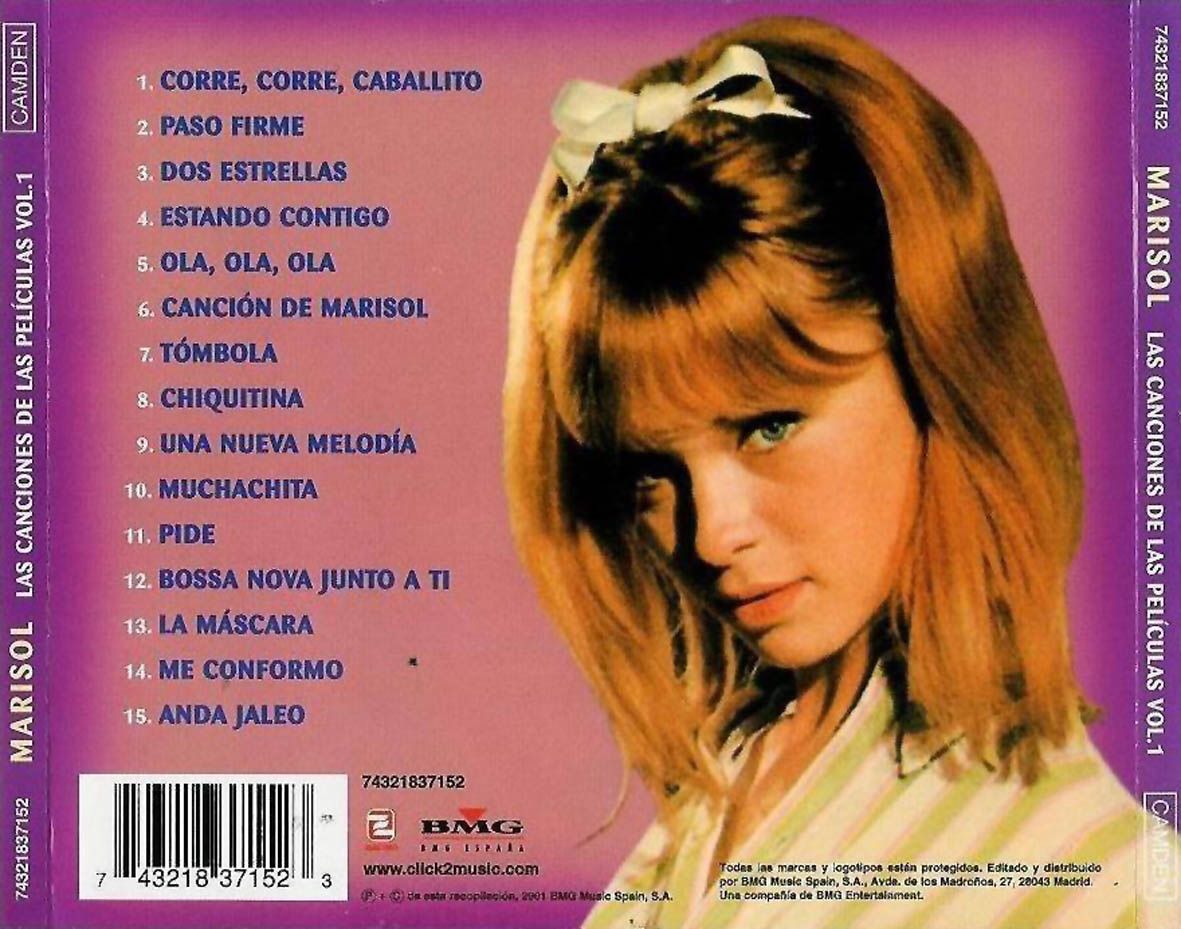 CAMDEN
MARISOL LAS CANCIONES DE LAS PELÍCULAS VOL.1
74321837152
1. CORRE, CORRE, CABALLITO
2. PASO FIRME
3. DOS ESTRELLAS
4. ESTANDO CONTIGO
5. OLA, OLA, OLA
6. CANCIÓN DE MARISOL
7. TÓMBOLA
8. CHIQUITINA
9. UNA NUEVA MELODÍA
10. MUCHACHITA
11. PIDE
12. BOSSA NOVA JUNTO A TI
13. LA MÁSCARA
14. ME CONFORMO
15. ANDA JALEO
7 43218 37152 3
74321837152
BMG
BMG ESPAÑA
www.click2music.com
Ⓟ + Ⓒ de esta recopilación, 2001 BMG Music Spain, S.A.
Todas las marcas y logotipos están protegidos. Editado y distribuido
por BMG Music Spain, S.A., Avda. de los Madroños, 27, 28043 Madrid.
Una compañía de BMG Entertainment.
74321837152
MARISOL LAS CANCIONES DE LAS PELÍCULAS VOL.1
CAMDEN